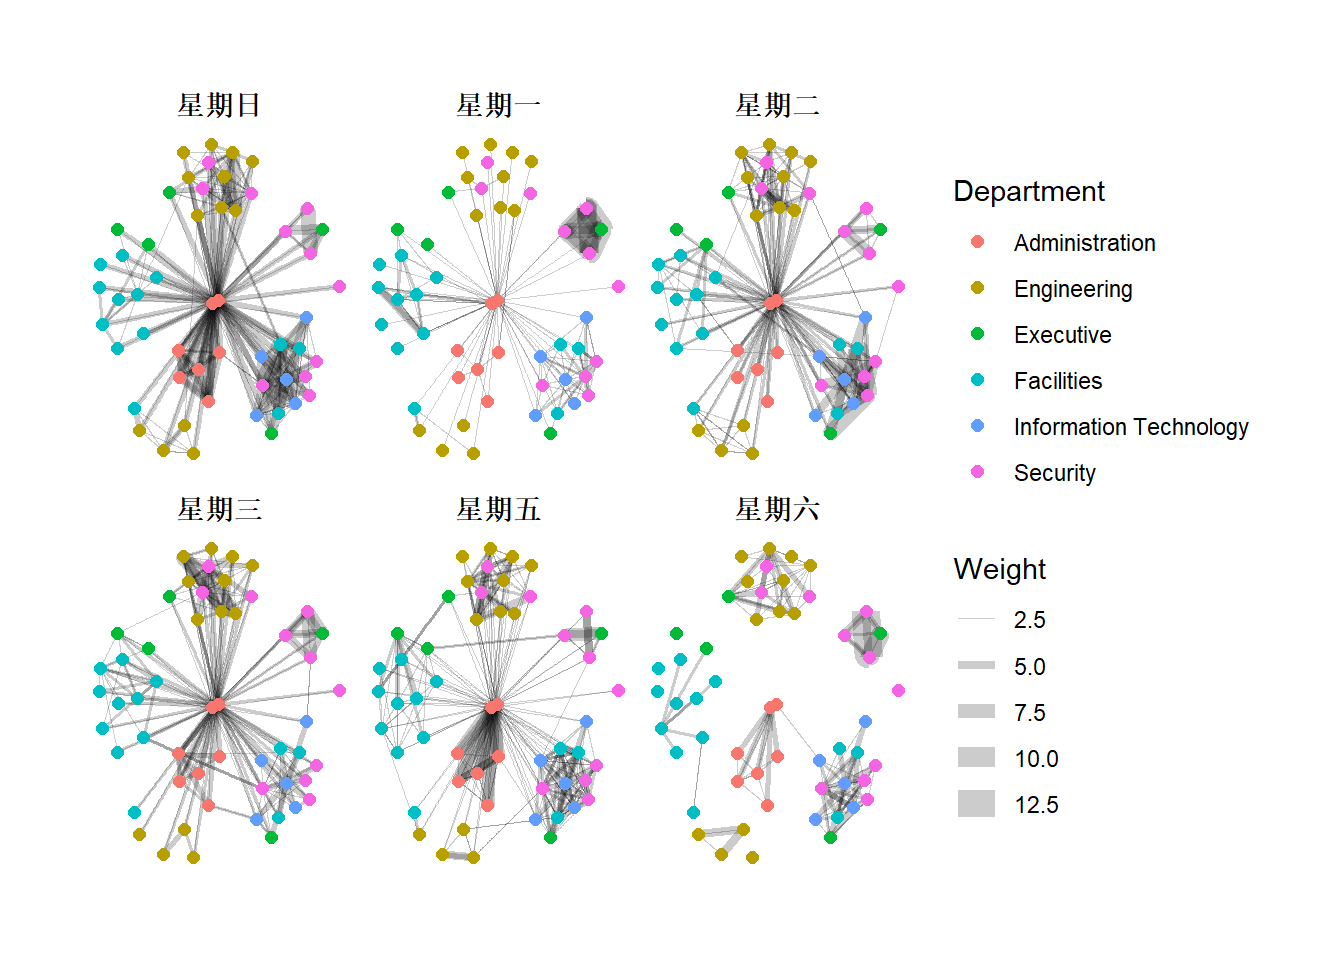 星期日
星期一
星期二
星期三
星期五
星期六
Department
Administration
Engineering
Executive
Facilities
Information Technology
Security
Weight
2.5
5.0
7.5
10.0
12.5